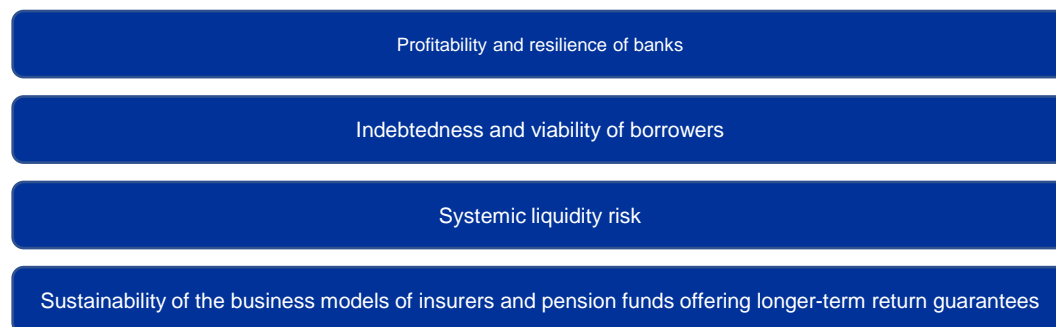 Profitability and resilience of banks
Indebtedness and viability of borrowers
Systemic liquidity risk
Sustainability of the business models of insurers and pension funds offering longer-term return guarantees